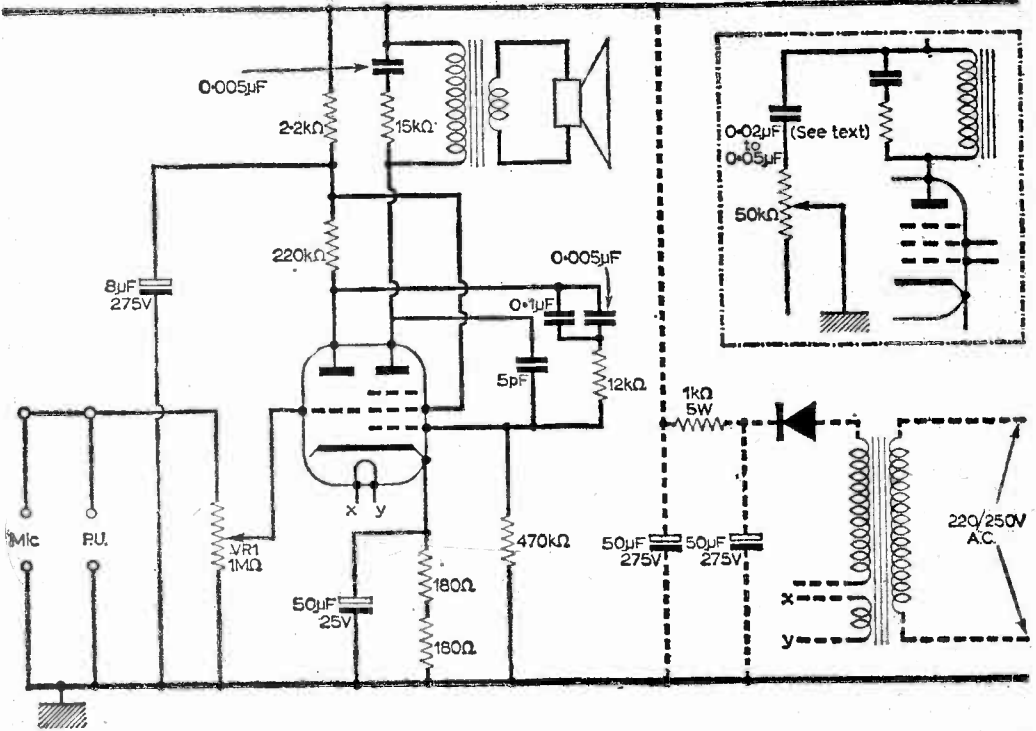 0·005µF
2·2kΩ
15kΩ
0·02µF (See text)
to
0·05µF
50kΩ
220kΩ
8µF
275V
0·005µF
0·1µF
5pF
12kΩ
1kΩ
5W
x y
Mic
P.U.
VR1
1MΩ
470kΩ
50µF
275V
50µF
275V
220/250V
A.C.
50µF
25V
180Ω
180Ω
x
y